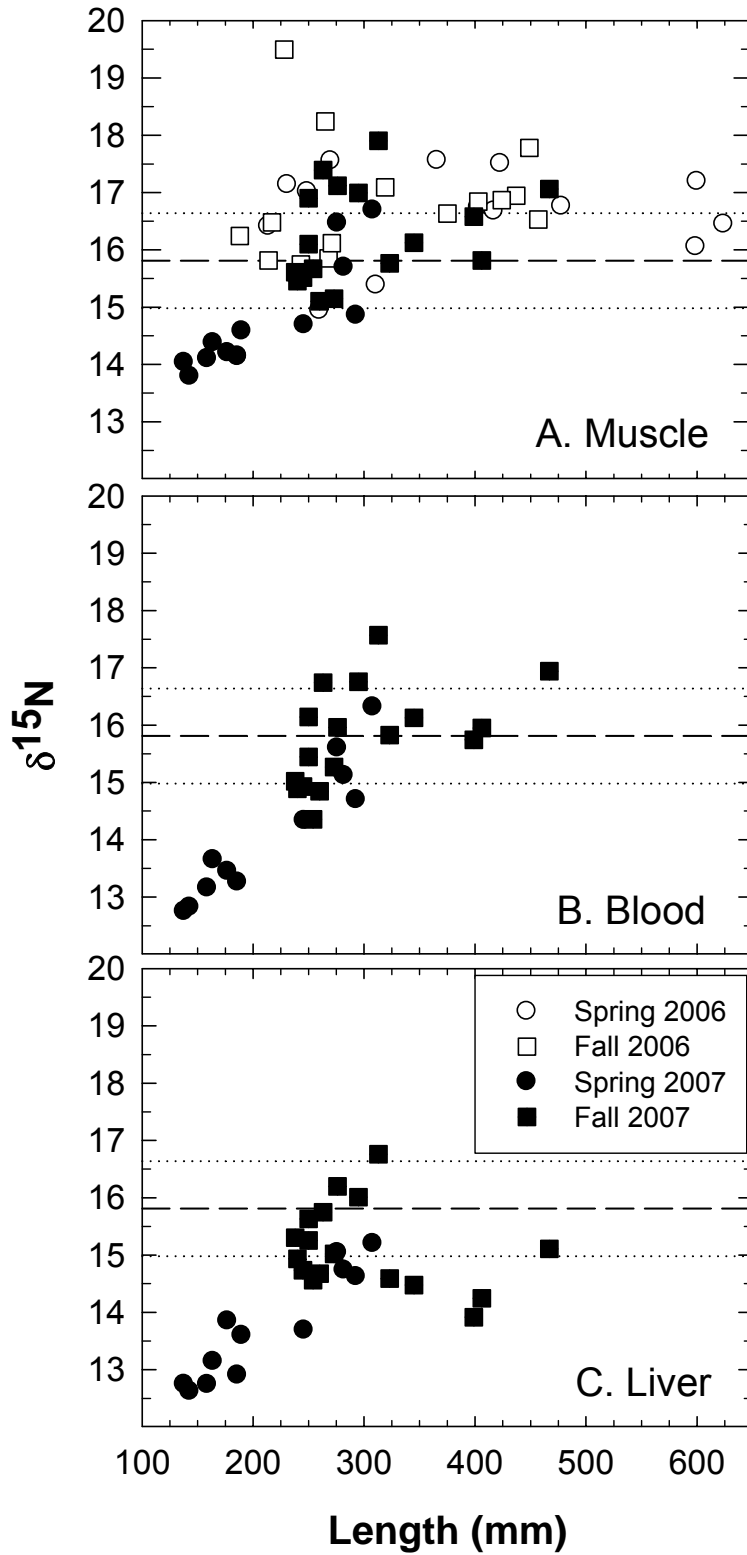 20
19
18
17
16
15
14
13
A. Muscle
20
19
18
17
16
15
14
13
B. Blood
δ15N
20
19
18
17
16
15
14
13
Spring 2006
Fall 2006
Spring 2007
Fall 2007
C. Liver
100 200 300 400 500 600
Length (mm)